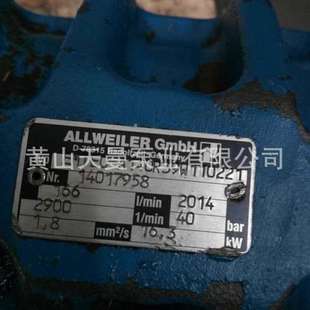 ALLWEILER GmbH
D-78315
黄山天曼泵业有限公司
Nr. 14017958
166 l/min 2014
2900 1/min 40 bar
1,8 mm²/s 16,3 kW